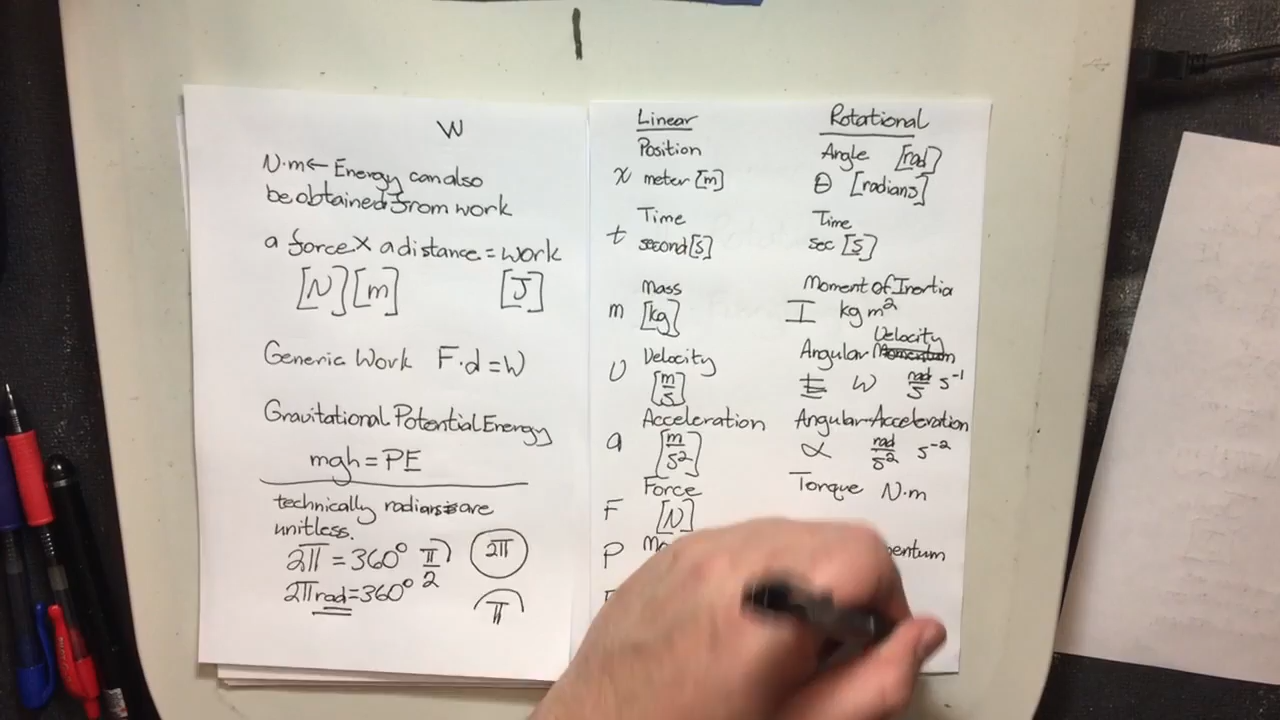 W
N·m← Energy can also
be obtained from work
a force × a distance = work
[N][m] [J]
Generic Work F·d=W
Gravitational Potential Energy
mgh = PE
technically radians are
unitless.
2π = 360° π/2 2π
2π rad = 360° π
Linear
Position
x meter [m]
Time
t second [s]
Mass
m [kg]
Velocity
v [m/s]
Acceleration
a [m/s²]
Force
F [N]
P
Rotational
Angle [rad]
θ [radians]
Time
sec [s]
Moment of Inertia
I kg m²
Velocity
Angular Momentum
ω rad/s s⁻¹
Angular Acceleration
α rad/s² s⁻²
Torque N·m